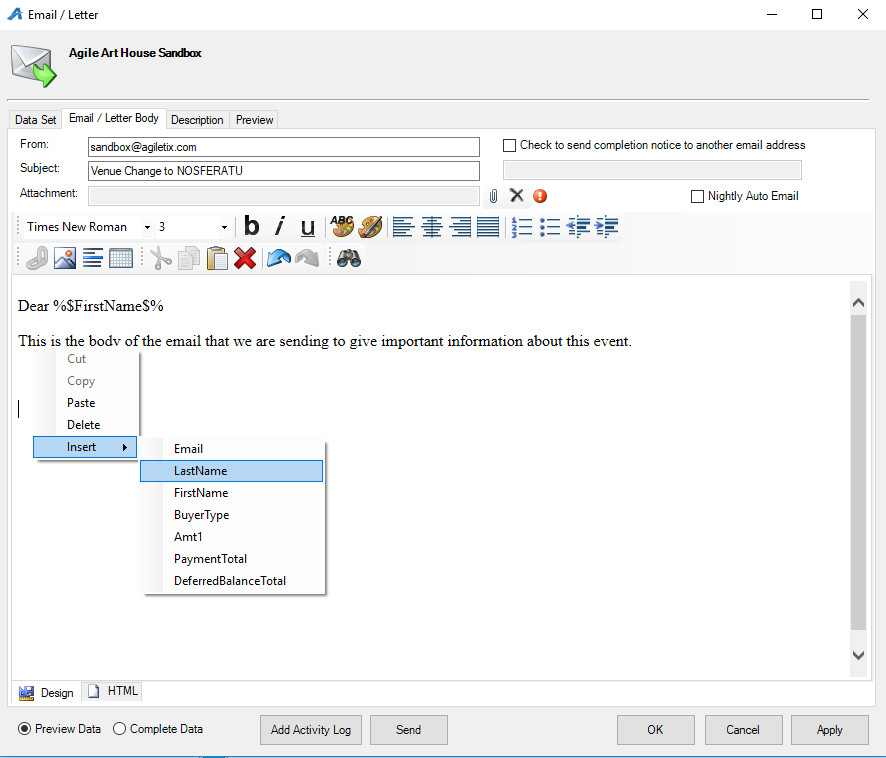 Email / Letter
Agile Art House Sandbox
Data Set Email / Letter Body Description Preview
From: sandbox@agiletix.com Check to send completion notice to another email address
Subject: Venue Change to NOSFERATU
Attachment: Nightly Auto Email
Times New Roman 3 b i u ABC
Dear %$FirstName$%
This is the body of the email that we are sending to give important information about this event.
Cut
Copy
Paste
Delete
Insert
Email
LastName
FirstName
BuyerType
Amt1
PaymentTotal
DeferredBalanceTotal
Design HTML
Preview Data Complete Data Add Activity Log Send OK Cancel Apply